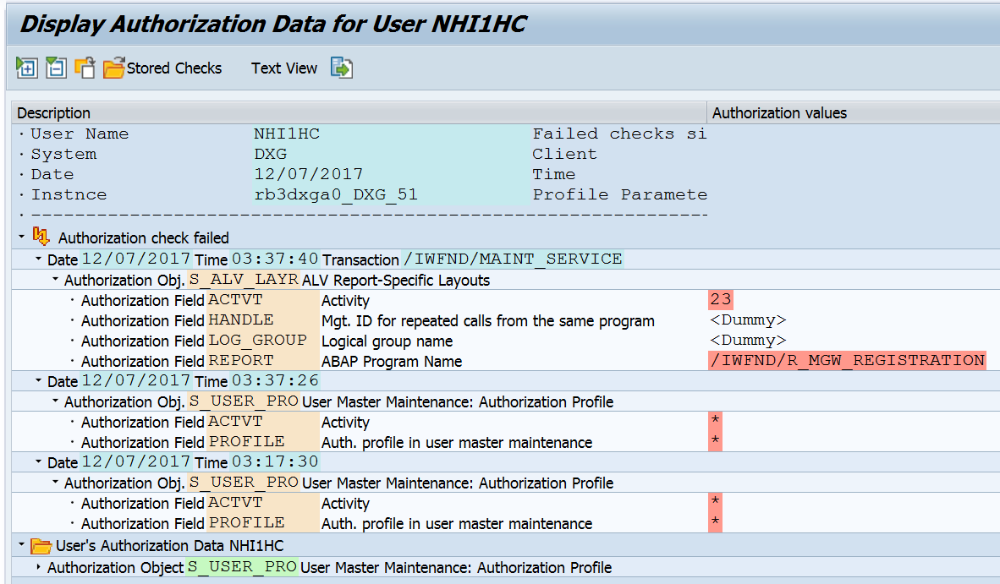 Display Authorization Data for User NHI1HC
Stored Checks Text View
Description Authorization values
User Name NHI1HC Failed checks si
System DXG Client
Date 12/07/2017 Time
Instnce rb3dxga0_DXG_51 Profile Paramete
--------------------------------------------------------------
Authorization check failed
Date 12/07/2017 Time 03:37:40 Transaction /IWFND/MAINT_SERVICE
Authorization Obj. S_ALV_LAYR ALV Report-Specific Layouts
Authorization Field ACTVT Activity 23
Authorization Field HANDLE Mgt. ID for repeated calls from the same program <Dummy>
Authorization Field LOG_GROUP Logical group name <Dummy>
Authorization Field REPORT ABAP Program Name /IWFND/R_MGW_REGISTRATION
Date 12/07/2017 Time 03:37:26
Authorization Obj. S_USER_PRO User Master Maintenance: Authorization Profile
Authorization Field ACTVT Activity *
Authorization Field PROFILE Auth. profile in user master maintenance *
Date 12/07/2017 Time 03:17:30
Authorization Obj. S_USER_PRO User Master Maintenance: Authorization Profile
Authorization Field ACTVT Activity *
Authorization Field PROFILE Auth. profile in user master maintenance *
User's Authorization Data NHI1HC
Authorization Object S_USER_PRO User Master Maintenance: Authorization Profile